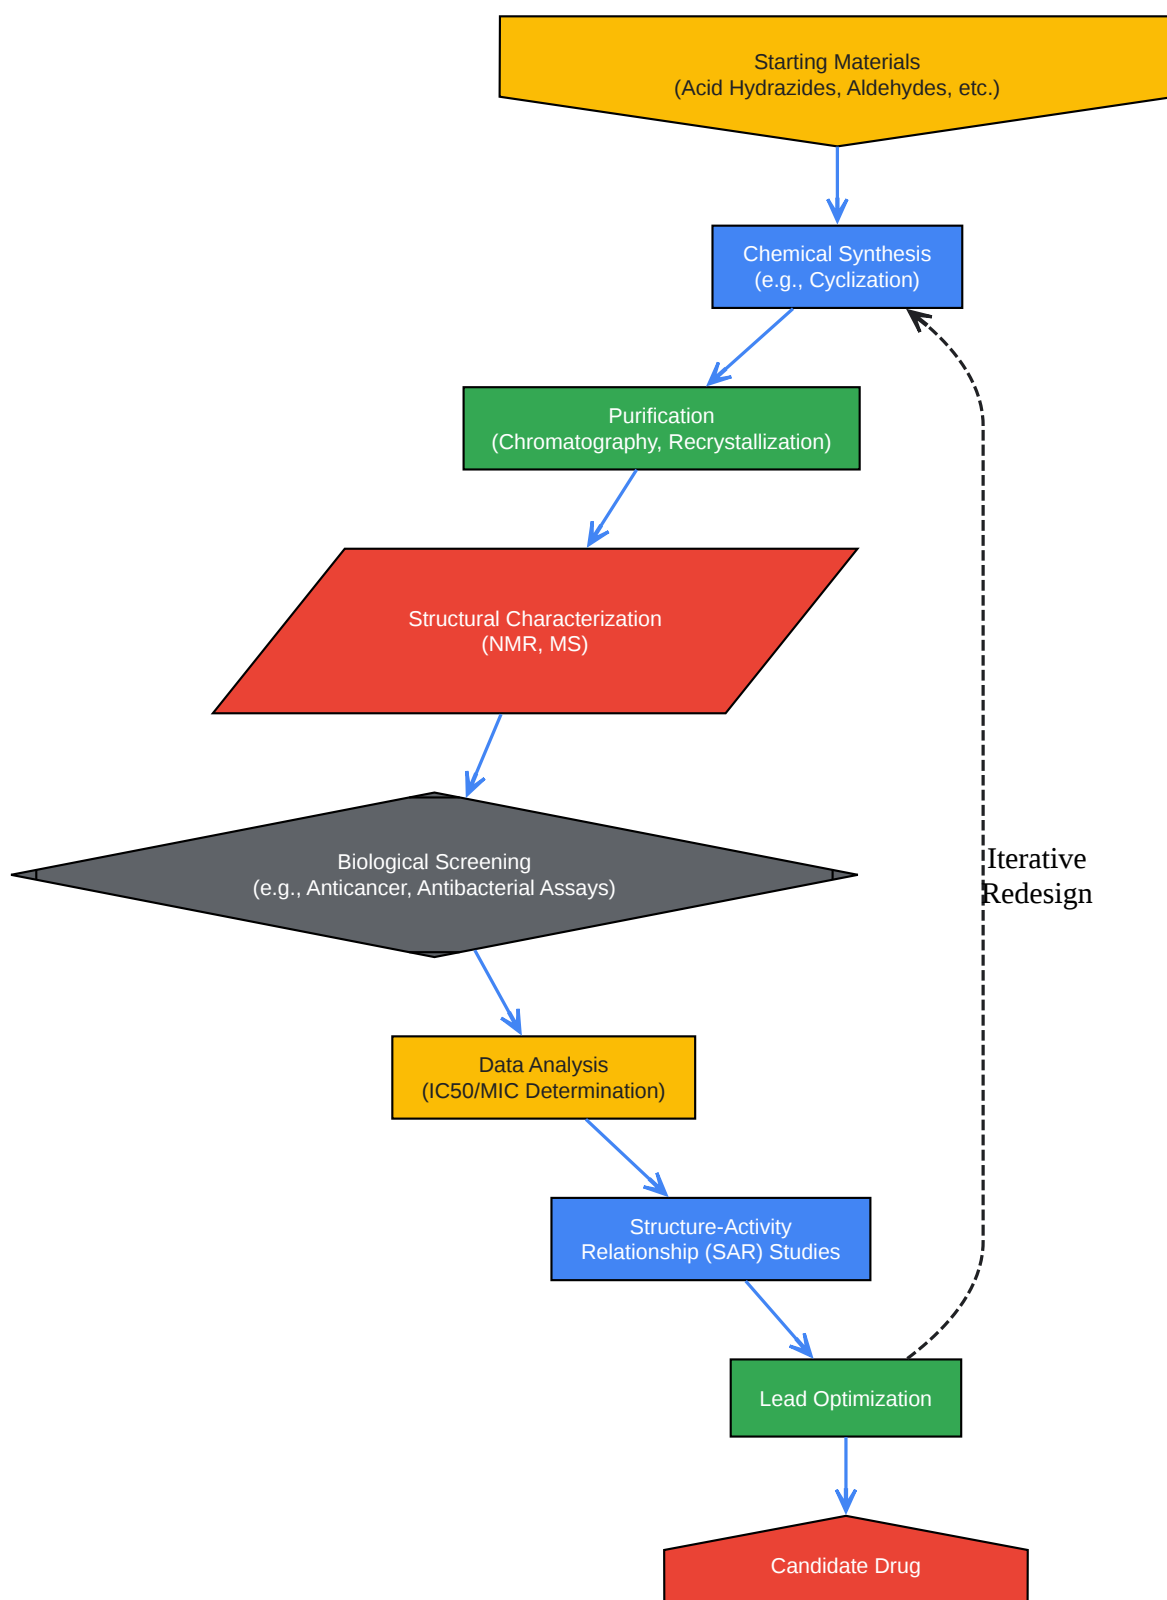 Starting Materials
(Acid Hydrazides, Aldehydes, etc.)
Chemical Synthesis
(e.g., Cyclization)
Purification
(Chromatography, Recrystallization)
Structural Characterization
(NMR, MS)
Biological Screening
(e.g., Anticancer, Antibacterial Assays)
Iterative
Redesign
Data Analysis
(IC50/MIC Determination)
Structure-Activity
Relationship (SAR) Studies
Lead Optimization
Candidate Drug